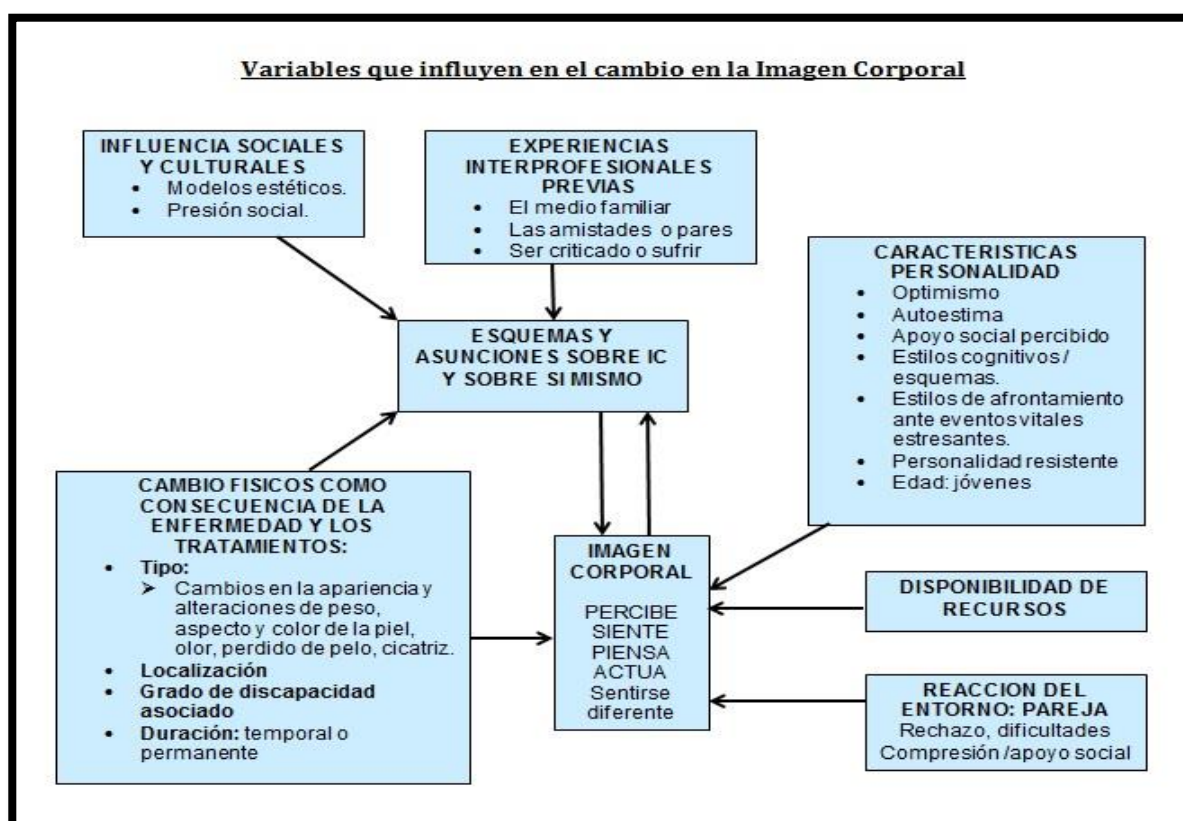 Variables que influyen en el cambio en la Imagen Corporal
INFLUENCIA SOCIALES
Y CULTURALES
• Modelos estéticos.
• Presión social.
EXPERIENCIAS
INTERPROFESIONALES
PREVIAS
• El medio familiar
• Las amistades o pares
• Ser criticado o sufrir
CARACTERISTICAS
PERSONALIDAD
• Optimismo
• Autoestima
• Apoyo social percibido
• Estilos cognitivos /
esquemas.
• Estilos de afrontamiento
ante eventos vitales
estresantes.
• Personalidad resistente
• Edad: jóvenes
ESQUEMAS Y
ASUNCIONES SOBRE IC
Y SOBRE SI MISMO
CAMBIO FISICOS COMO
CONSECUENCIA DE LA
ENFERMEDAD Y LOS
TRATAMIENTOS:
• Tipo:
➢ Cambios en la apariencia y
alteraciones de peso,
aspecto y color de la piel,
olor, perdido de pelo, cicatriz.
• Localización
• Grado de discapacidad
asociado
• Duración: temporal o
permanente
IMAGEN
CORPORAL
PERCIBE
SIENTE
PIENSA
ACTUA
Sentirse
diferente
DISPONIBILIDAD DE
RECURSOS
REACCION DEL
ENTORNO: PAREJA
Rechazo, dificultades
Compresión /apoyo social